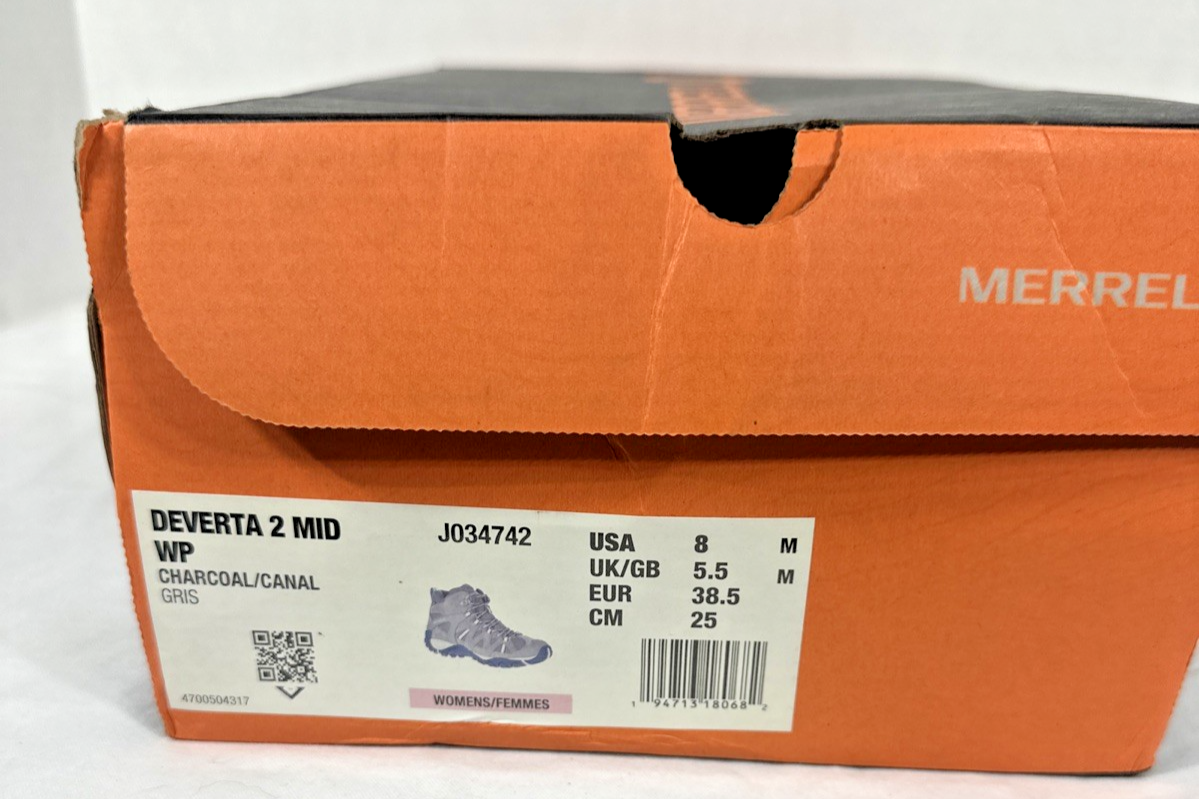 MERREL
DEVERTA 2 MID
WP
CHARCOAL/CANAL
GRIS
4700504317
J034742
WOMENS/FEMMES
USA 8 M
UK/GB 5.5 M
EUR 38.5
CM 25
1 94713 18068 2